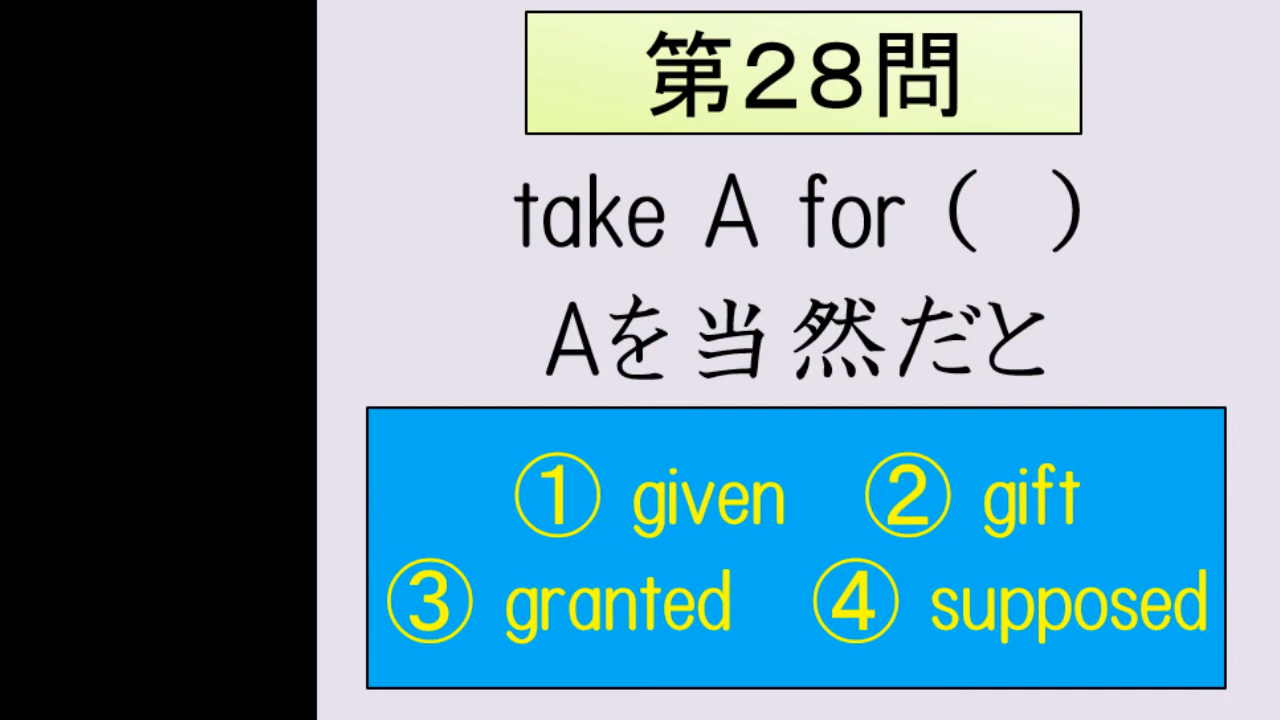 第２８問
take A for ( )
Aを当然だと
① given ② gift
③ granted ④ supposed